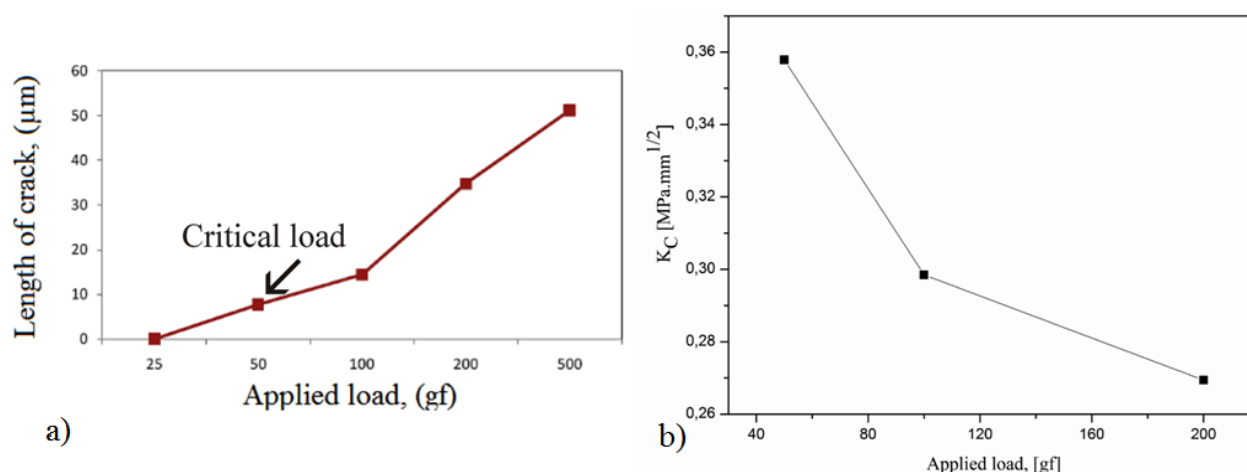 Length of crack, (µm)
60
50
40
30
20
10
0
Critical load
25 50 100 200 500
Applied load, (gf)
a)
K_C [MPa.mm^1/2]
0,36
0,34
0,32
0,30
0,28
0,26
40 80 120 160 200
Applied load, [gf]
b)